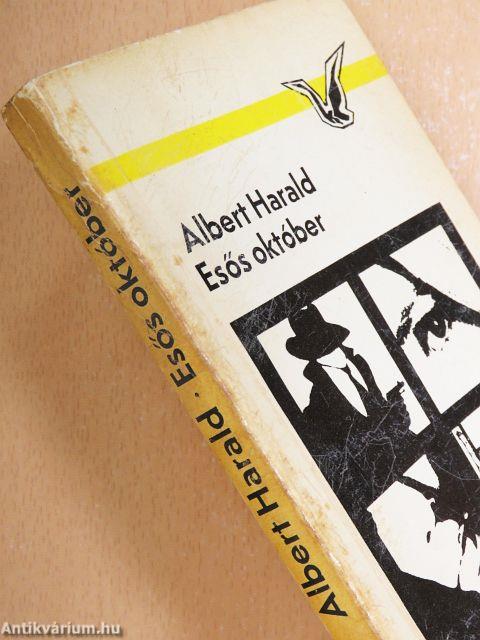 Albert Harald
Esős október
Albert Harald . Esős október
Antikvárium.hu